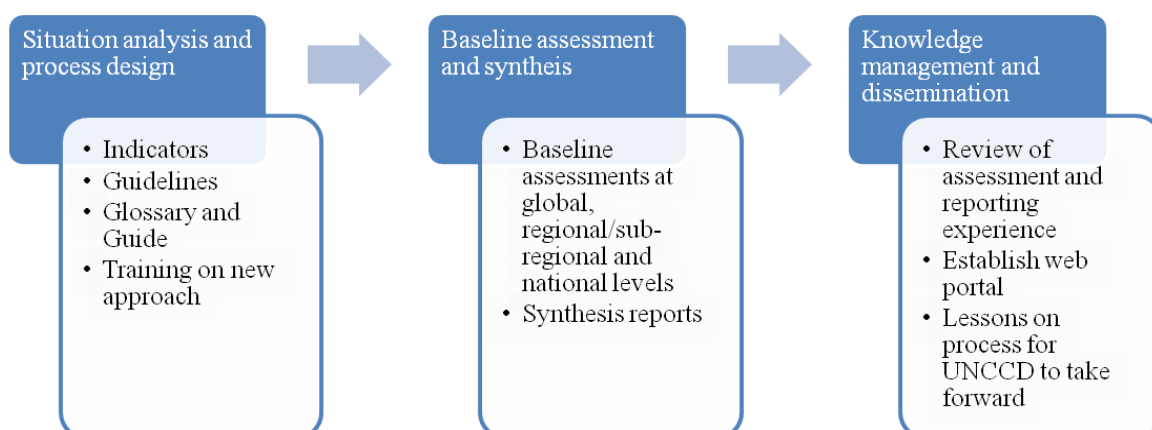 Situation analysis and
process design
• Indicators
• Guidelines
• Glossary and
Guide
• Training on new
approach
Baseline assessment
and syntheis
• Baseline
assessments at
global,
regional/sub-
regional and
national levels
• Synthesis reports
Knowledge
management and
dissemination
• Review of
assessment and
reporting
experience
• Establish web
portal
• Lessons on
process for
UNCCD to take
forward